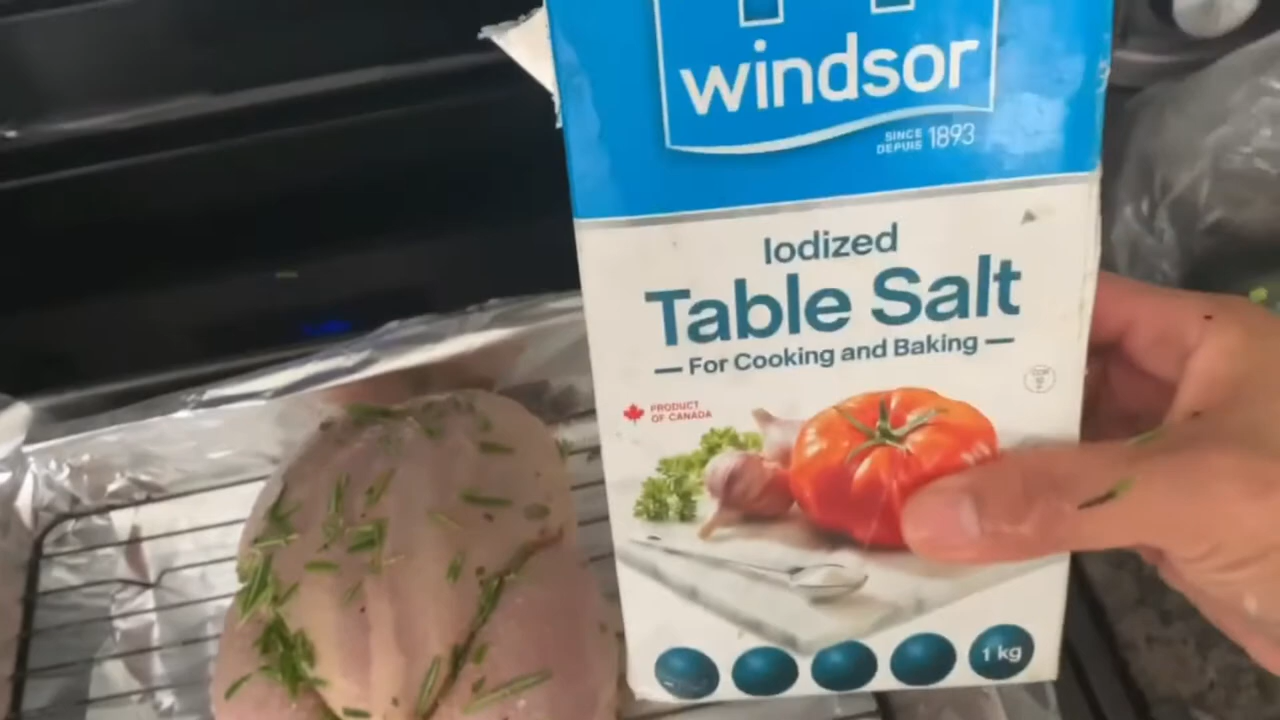 windsor
SINCE
DEPUIS 1893
Iodized
Table Salt
For Cooking and Baking
PRODUCT
OF CANADA
1 kg